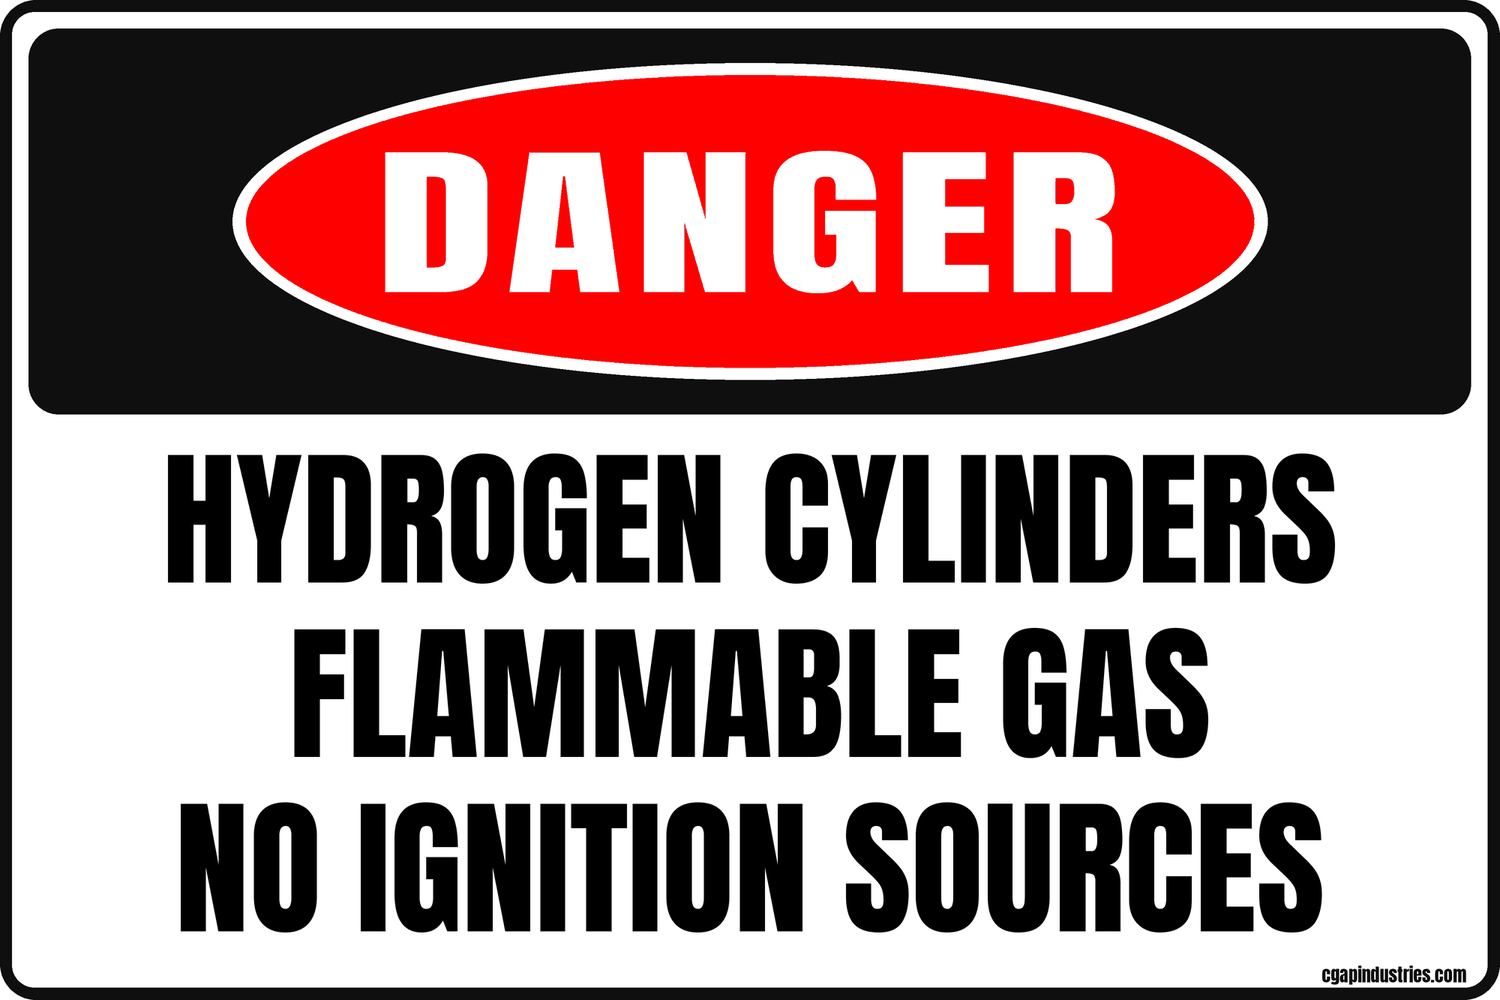 DANGER
HYDROGEN CYLINDERS
FLAMMABLE GAS
NO IGNITION SOURCES
cgapindustries.com